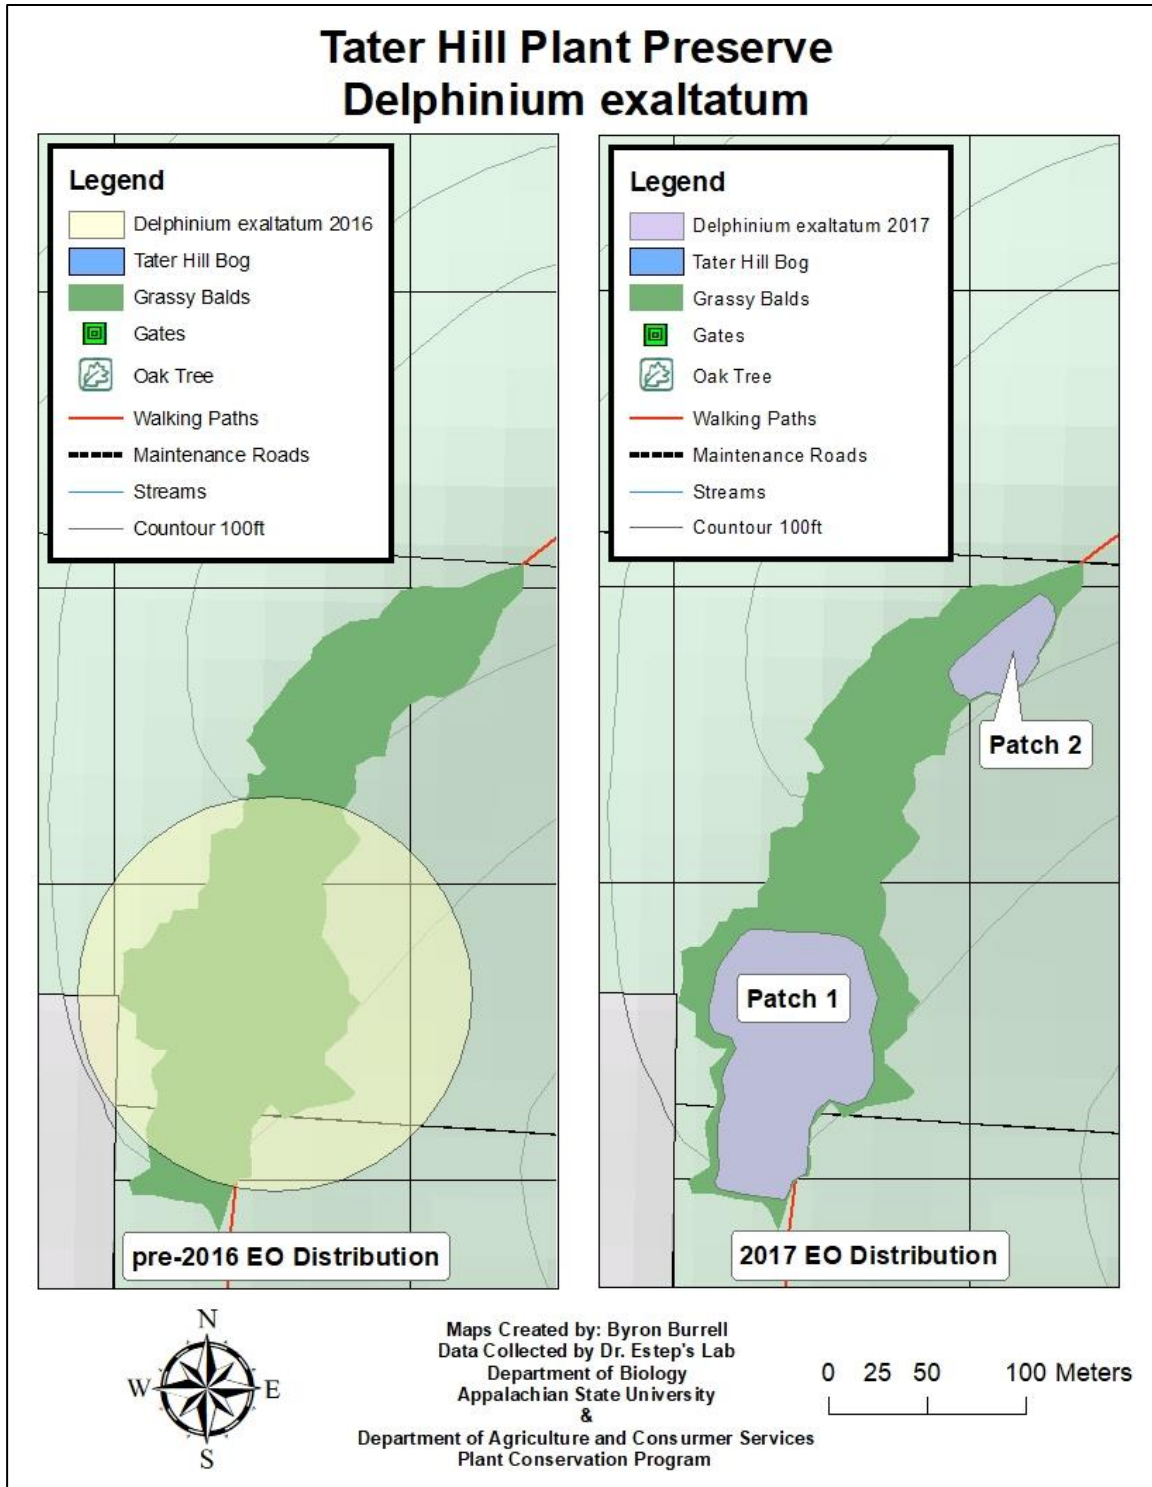 Tater Hill Plant Preserve
Delphinium exaltatum
Legend
Delphinium exaltatum 2016
Tater Hill Bog
Grassy Balds
Gates
Oak Tree
Walking Paths
Maintenance Roads
Streams
Countour 100ft
pre-2016 EO Distribution
Legend
Delphinium exaltatum 2017
Tater Hill Bog
Grassy Balds
Gates
Oak Tree
Walking Paths
Maintenance Roads
Streams
Countour 100ft
Patch 2
Patch 1
2017 EO Distribution
N
W
E
S
Maps Created by: Byron Burrell
Data Collected by Dr. Estep's Lab
Department of Biology
Appalachian State University
&
Department of Agriculture and Consurmer Services
Plant Conservation Program
0 25 50 100 Meters